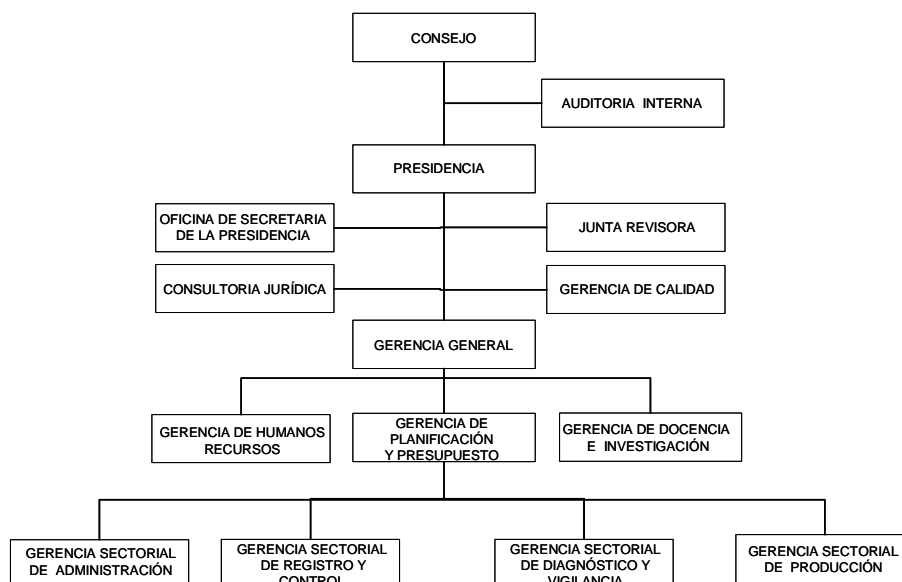 CONSEJO
AUDITORIA INTERNA
PRESIDENCIA
OFICINA DE SECRETARIA
DE LA PRESIDENCIA
JUNTA REVISORA
CONSULTORIA JURÍDICA
GERENCIA DE CALIDAD
GERENCIA GENERAL
GERENCIA DE HUMANOS
RECURSOS
GERENCIA DE
PLANIFICACIÓN
Y PRESUPUESTO
GERENCIA DE DOCENCIA
E INVESTIGACIÓN
GERENCIA SECTORIAL
DE ADMINISTRACIÓN
GERENCIA SECTORIAL
DE REGISTRO Y
CONTROL
GERENCIA SECTORIAL
DE DIAGNÓSTICO Y
VIGILANCIA
GERENCIA SECTORIAL
DE PRODUCCIÓN